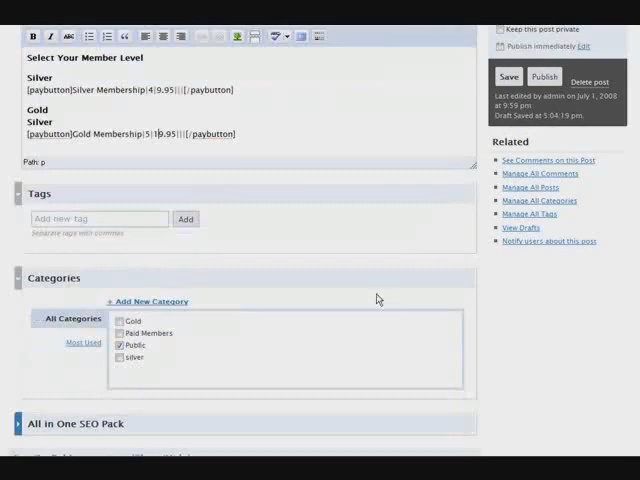 B I ABC
Select Your Member Level
Silver
[paybutton]Silver Membership|4|9.95|||[/paybutton]
Gold
Silver
[paybutton]Gold Membership|5|19.95|||[/paybutton]
Path: p
Tags
Add new tag
Add
Separate tags with commas
Categories
+ Add New Category
All Categories
Most Used
Gold
Paid Members
Public
silver
All in One SEO Pack
Keep this post private
Publish immediately Edit
Save
Publish
Delete post
Last edited by admin on July 1, 2008
at 9:59 pm
Draft Saved at 5:04:19 pm.
Related
See Comments on this Post
Manage All Comments
Manage All Posts
Manage All Categories
Manage All Tags
View Drafts
Notify users about this post